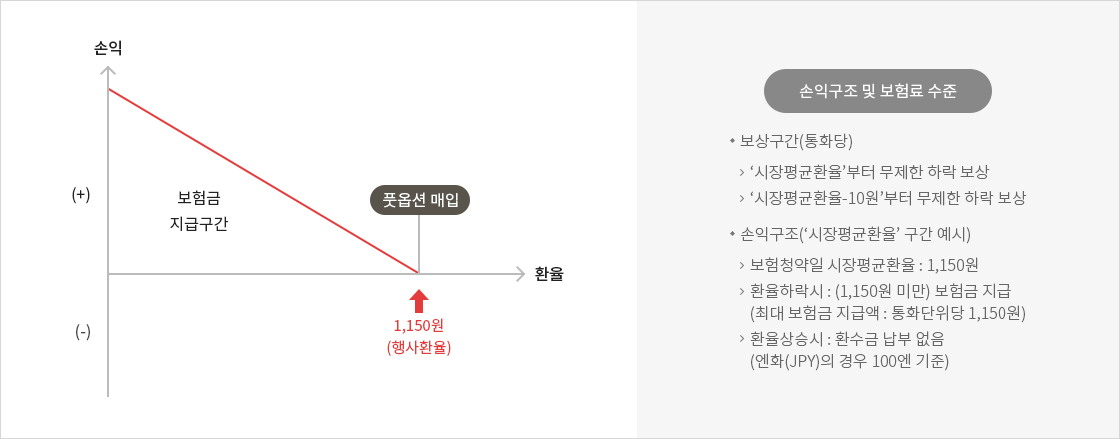 손익
(+)
보험금
지급구간
풋옵션 매입
환율
(-)
1,150원
(행사환율)
손익구조 및 보험료 수준
• 보상구간(통화당)
› ‘시장평균환율’부터 무제한 하락 보상
› ‘시장평균환율-10원’부터 무제한 하락 보상
• 손익구조(‘시장평균환율’ 구간 예시)
› 보험청약일 시장평균환율 : 1,150원
› 환율하락시 : (1,150원 미만) 보험금 지급
(최대 보험금 지급액 : 통화단위당 1,150원)
› 환율상승시 : 환수금 납부 없음
(엔화(JPY)의 경우 100엔 기준)